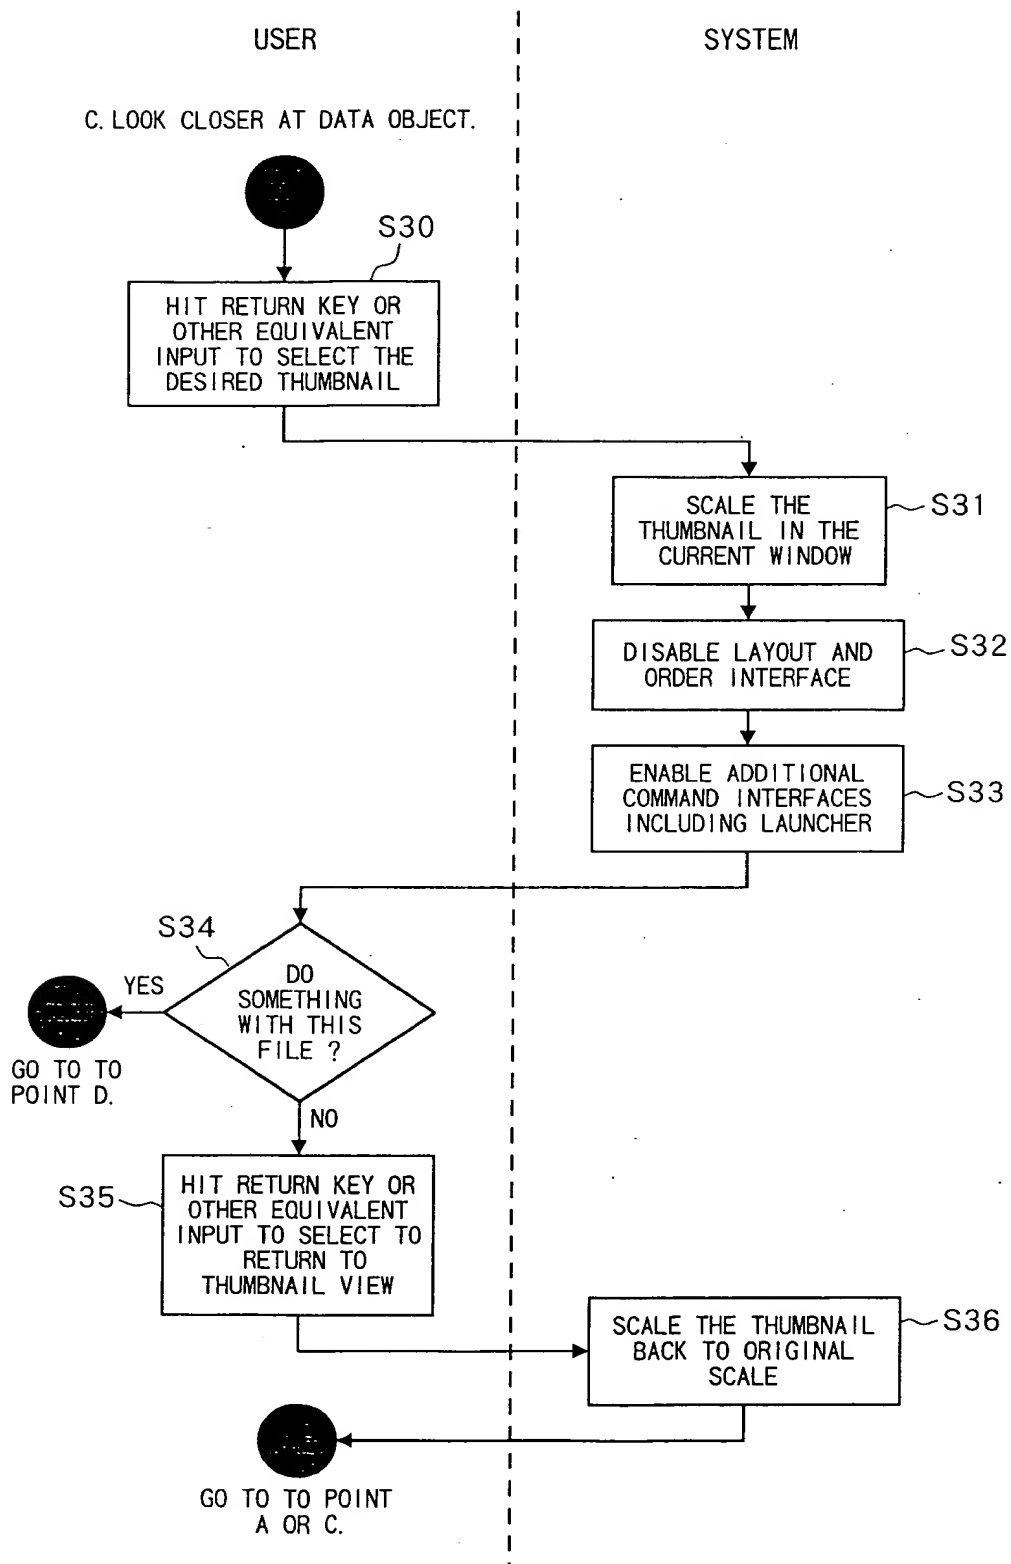 USER
SYSTEM
C. LOOK CLOSER AT DATA OBJECT.
S30
HIT RETURN KEY OR
OTHER EQUIVALENT
INPUT TO SELECT THE
DESIRED THUMBNAIL
SCALE THE
THUMBNAIL IN THE
CURRENT WINDOW
S31
DISABLE LAYOUT AND
ORDER INTERFACE
S32
ENABLE ADDITIONAL
COMMAND INTERFACES
INCLUDING LAUNCHER
S33
S34
DO
SOMETHING
WITH THIS
FILE ?
YES
GO TO TO
POINT D.
NO
S35
HIT RETURN KEY OR
OTHER EQUIVALENT
INPUT TO SELECT TO
RETURN TO
THUMBNAIL VIEW
SCALE THE THUMBNAIL
BACK TO ORIGINAL
SCALE
S36
GO TO TO POINT
A OR C.